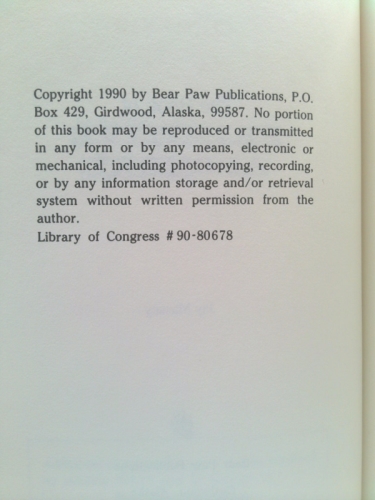 Copyright 1990 by Bear Paw Publications, P.O.
Box 429, Girdwood, Alaska, 99587. No portion
of this book may be reproduced or transmitted
in any form or by any means, electronic or
mechanical, including photocopying, recording,
or by any information storage and/or retrieval
system without written permission from the
author.
Library of Congress # 90-80678